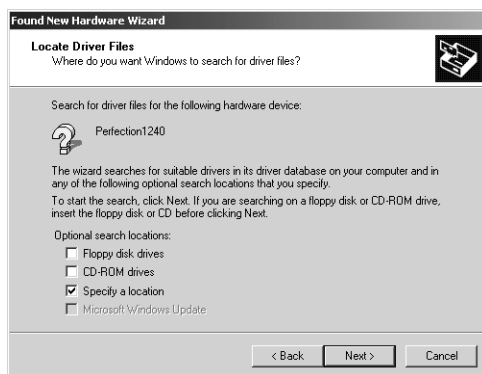 Found New Hardware Wizard
Locate Driver Files
Where do you want Windows to search for driver files?
Search for driver files for the following hardware device:
Perfection1240
The wizard searches for suitable drivers in its driver database on your computer and in
any of the following optional search locations that you specify.
To start the search, click Next. If you are searching on a floppy disk or CD-ROM drive,
insert the floppy disk or CD before clicking Next.
Optional search locations:
Floppy disk drives
CD-ROM drives
Specify a location
Microsoft Windows Update
< Back Next > Cancel